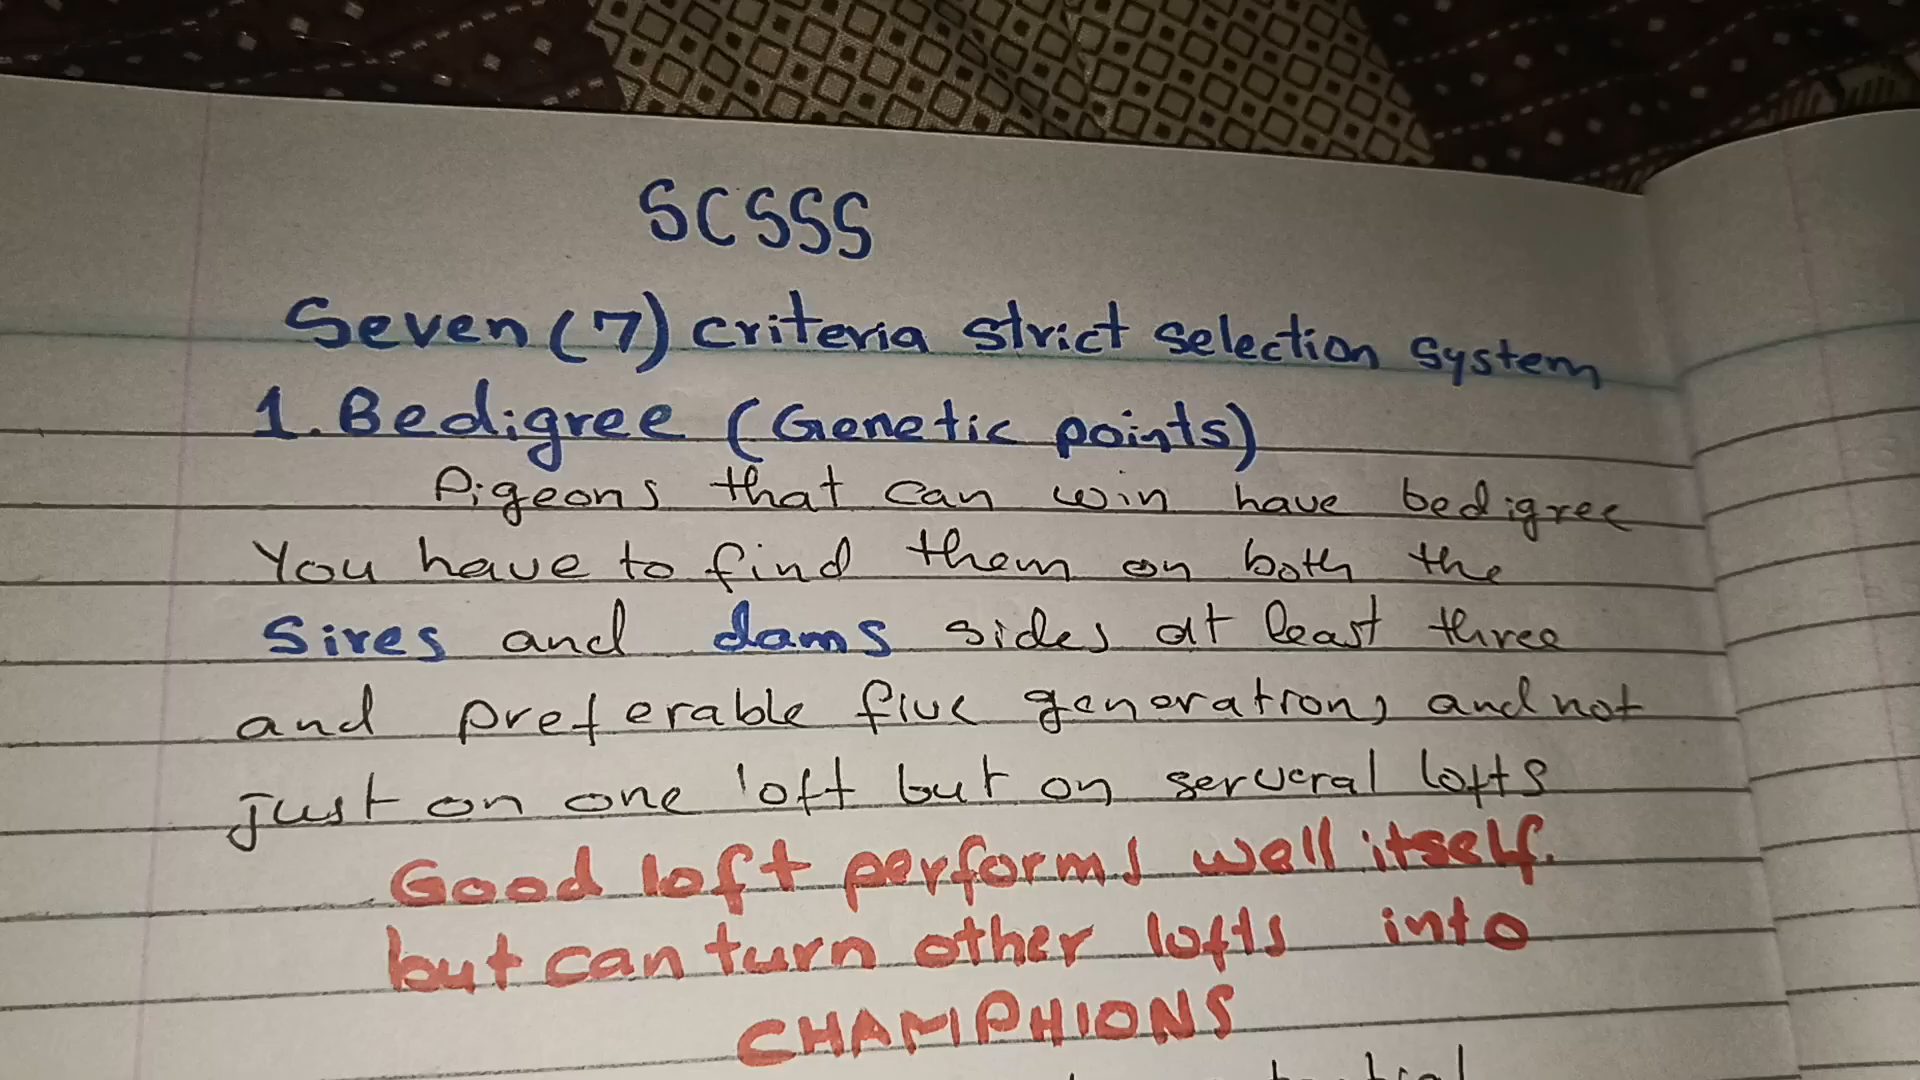 SCSSS
Seven (7) criteria strict selection system
1. Bedigree (Genetic points)
Pigeons that can win have bedigree
You have to find them on both the
Sires and dams sides at least three
and preferable five generations and not
just on one loft but on serveral lofts
Good loft performs well itself.
but can turn other lofts into
CHAMPHIONS